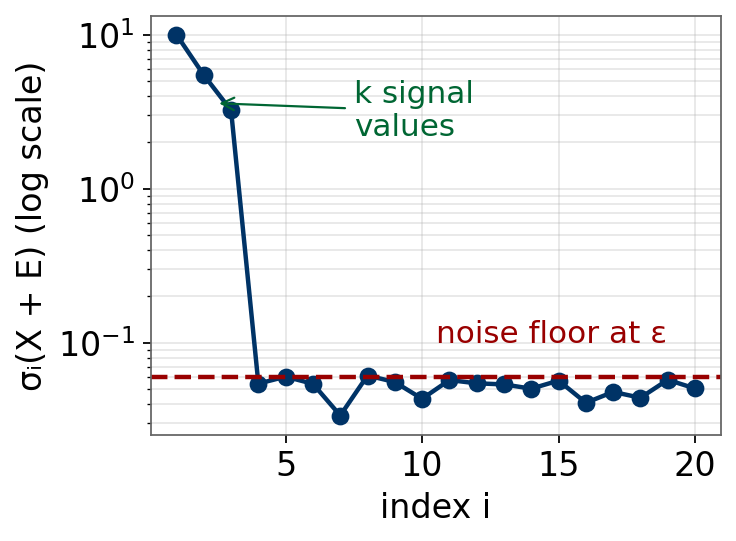 σᵢ(X + E) (log scale)
10¹
10⁰
10⁻¹
k signal
values
noise floor at ε
5 10 15 20
index i